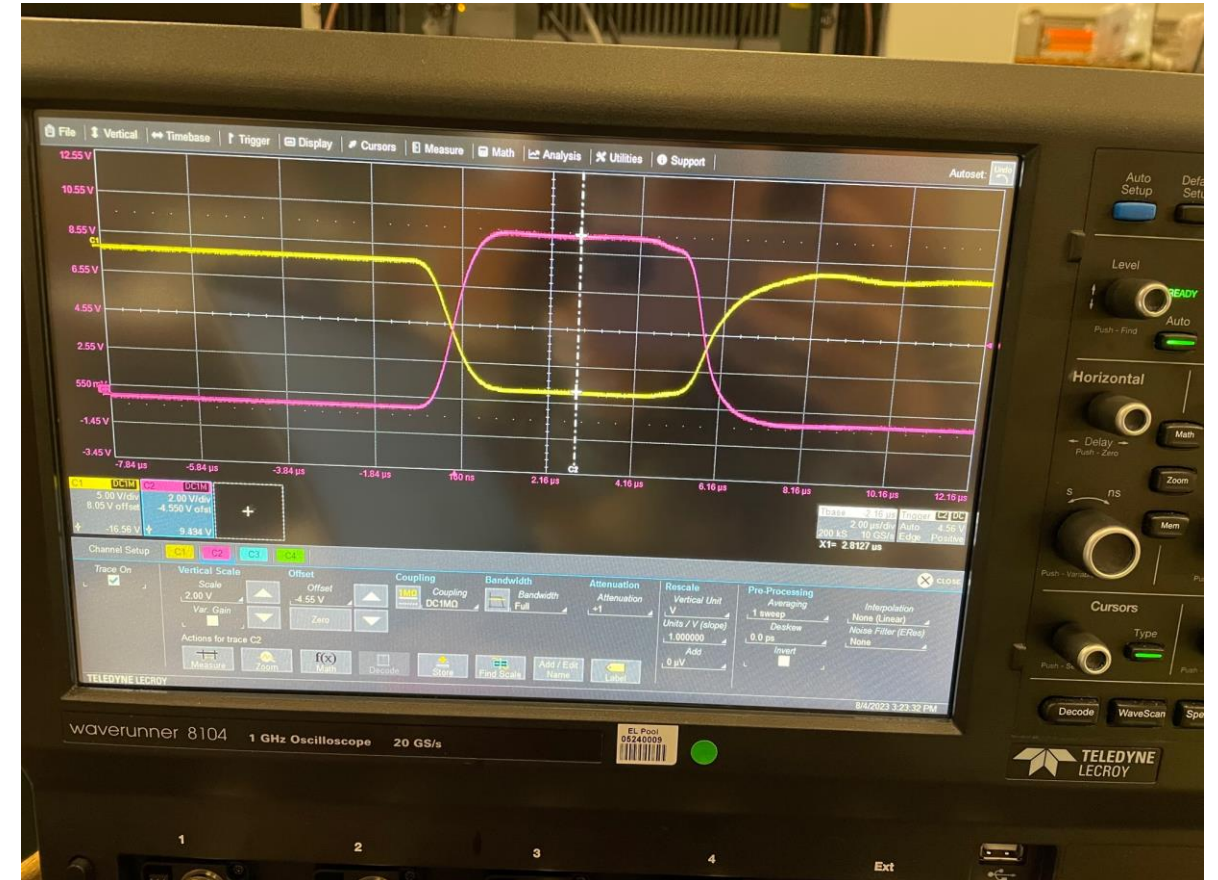 File Vertical Timebase Trigger Display Cursors Measure Math Analysis Utilities Support
Autoset: Undo
12.55 V
10.55 V
8.55 V
C1
6.55 V
4.55 V
2.55 V
550 mV
-1.45 V
-3.45 V
-7.84 µs -5.84 µs -3.84 µs -1.84 µs 160 ns 2.16 µs 4.16 µs 6.16 µs 8.16 µs 10.16 µs 12.16 µs
C2
C1 DC1M C2 DC1M
5.00 V/div 2.00 V/div
8.05 V offset -4.550 V ofst
-16.56 V 9.494 V
+
Tbase -2.16 µs Trigger C2 DC
2.00 µs/div Auto 4.56 V
200 kS 10 GS/s Edge Positive
X1= 2.8127 µs
Channel Setup C1 C2 C3 C4
CLOSE
Trace On
Vertical Scale
Scale
2.00 V
Var. Gain
Offset
Offset
-4.55 V
Zero
Coupling
1MΩ Coupling
DC1MΩ
Bandwidth
Bandwidth
Full
Attenuation
Attenuation
÷1
Rescale
Vertical Unit
V
Units / V (slope)
1.000000
Add
0 µV
Pre-Processing
Averaging
1 sweep
Deskew
0.0 ps
Invert
Interpolation
None (Linear)
Noise Filter (ERes)
None
Actions for trace C2
Measure
Zoom
f(x)
Math
Decode
Store
Find Scale
Add / Edit
Name
Label
TELEDYNE LECROY
8/4/2023 3:23:32 PM
waverunner 8104 1 GHz Oscilloscope 20 GS/s
EL Pool
05240009
1 2 3 4 Ext
Auto
Setup
Level
READY
Push - Find
Auto
Horizontal
Delay
Push - Zero
Math
Zoom
s ns
Mem
Cursors
Type
Decode WaveScan
TELEDYNE
LECROY